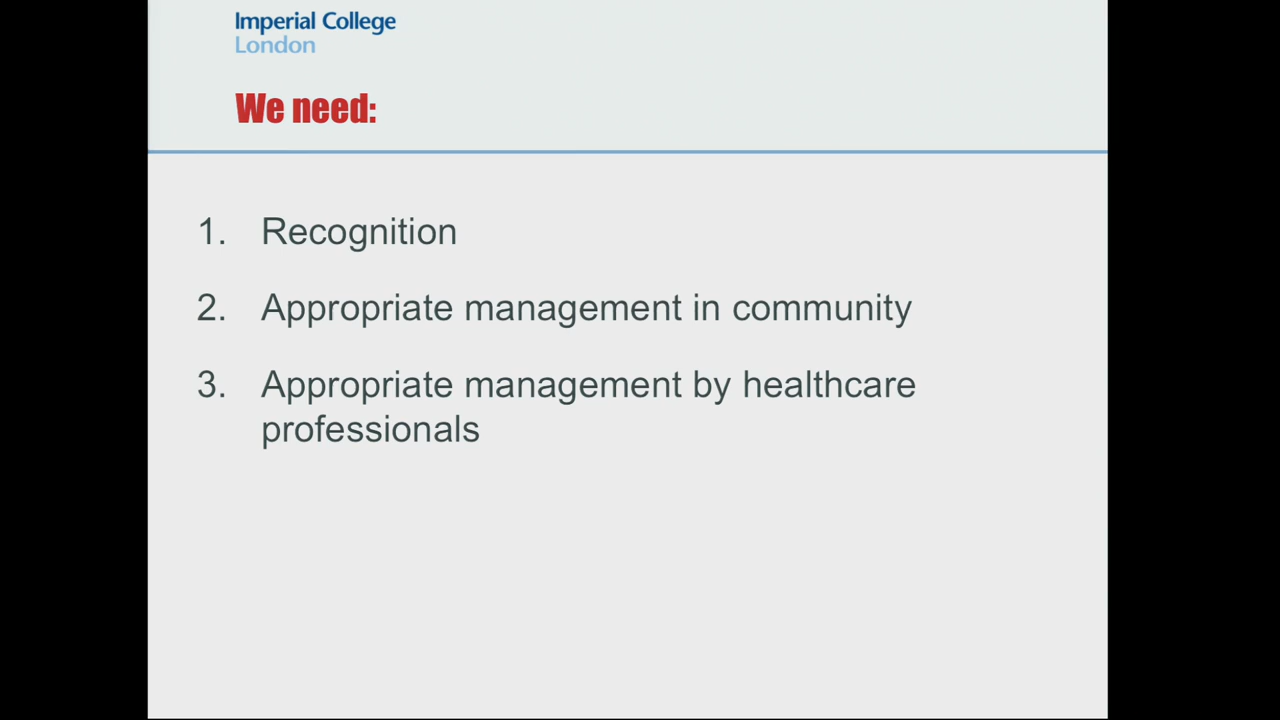 Imperial College
London
We need:
1. Recognition
2. Appropriate management in community
3. Appropriate management by healthcare
professionals